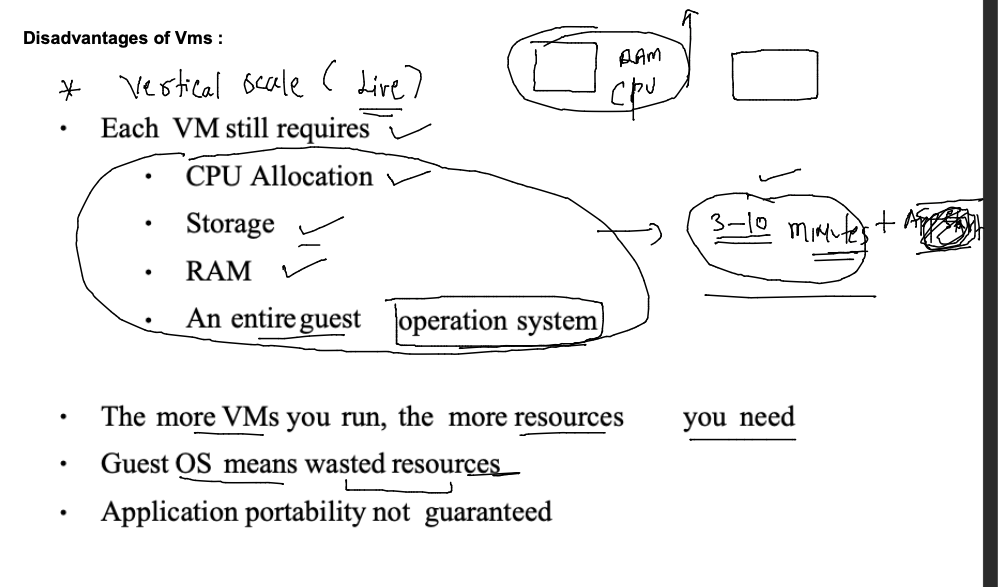 Disadvantages of Vms :
RAM
CPU
* Vertical scale ( Live )
• Each VM still requires
• CPU Allocation
• Storage
3-10 minutes +
• RAM
• An entire guest operation system
• The more VMs you run, the more resources you need
• Guest OS means wasted resources
• Application portability not guaranteed